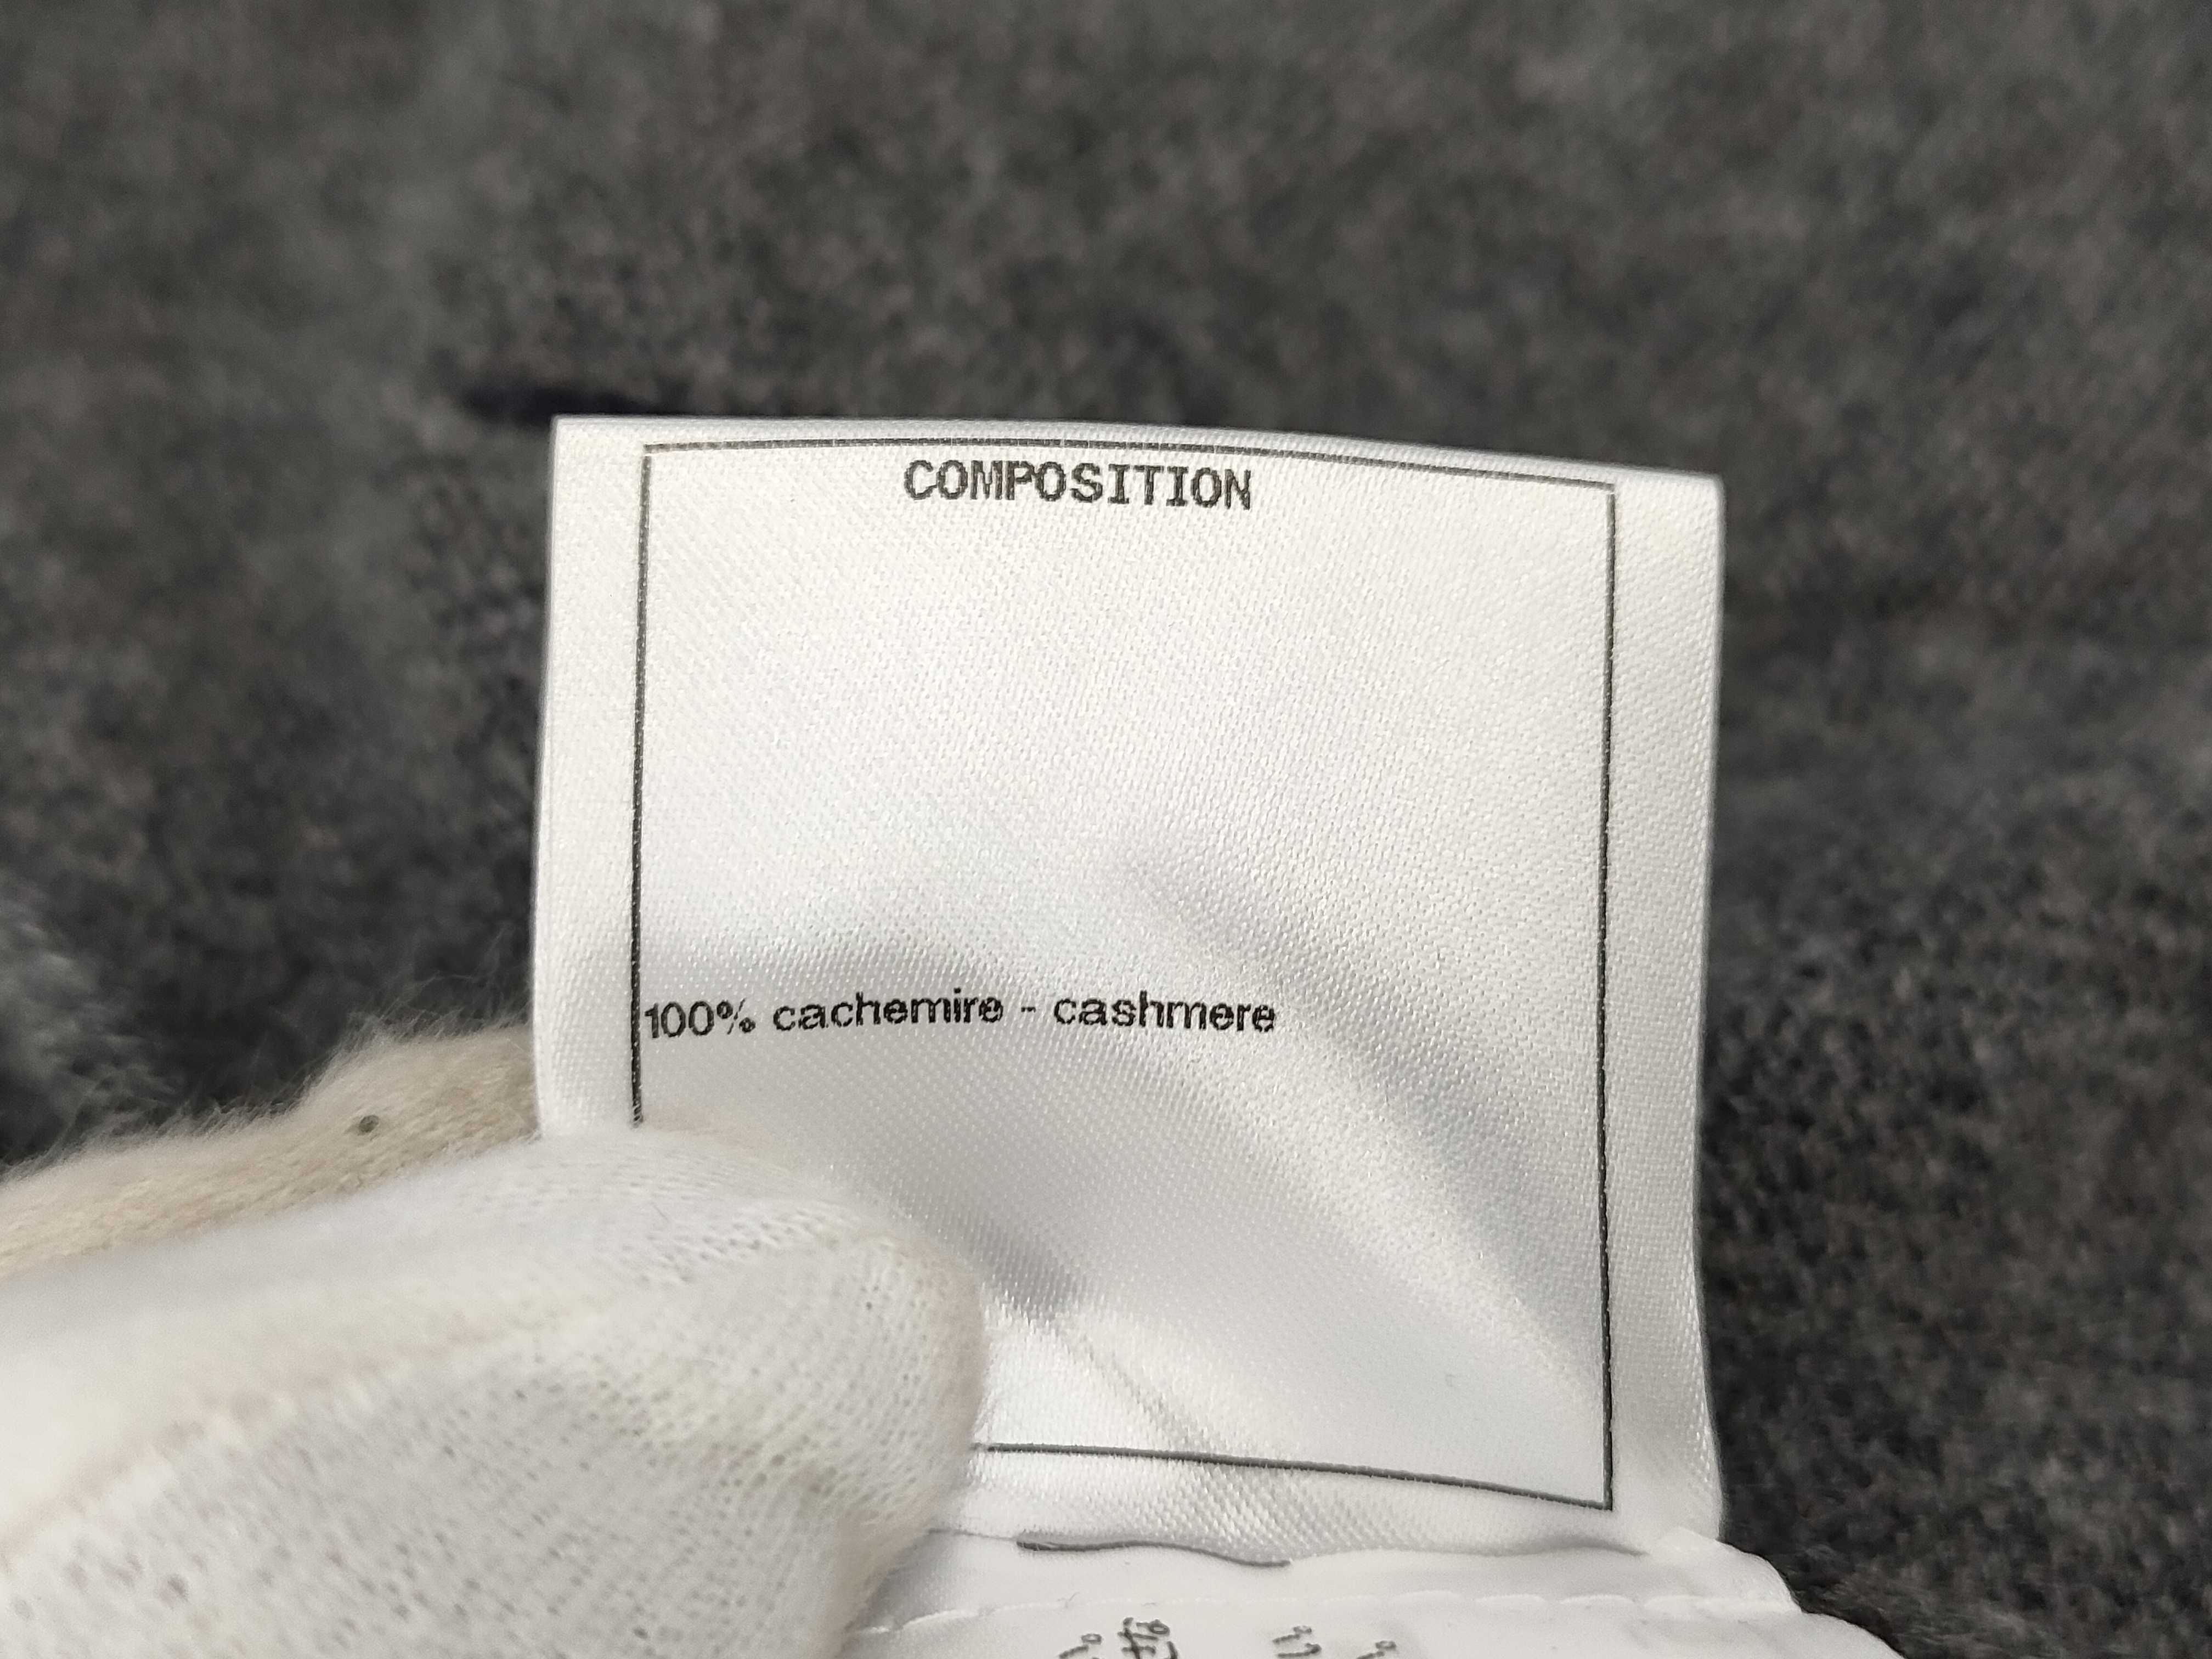 COMPOSITION
100% cachemire - cashmere